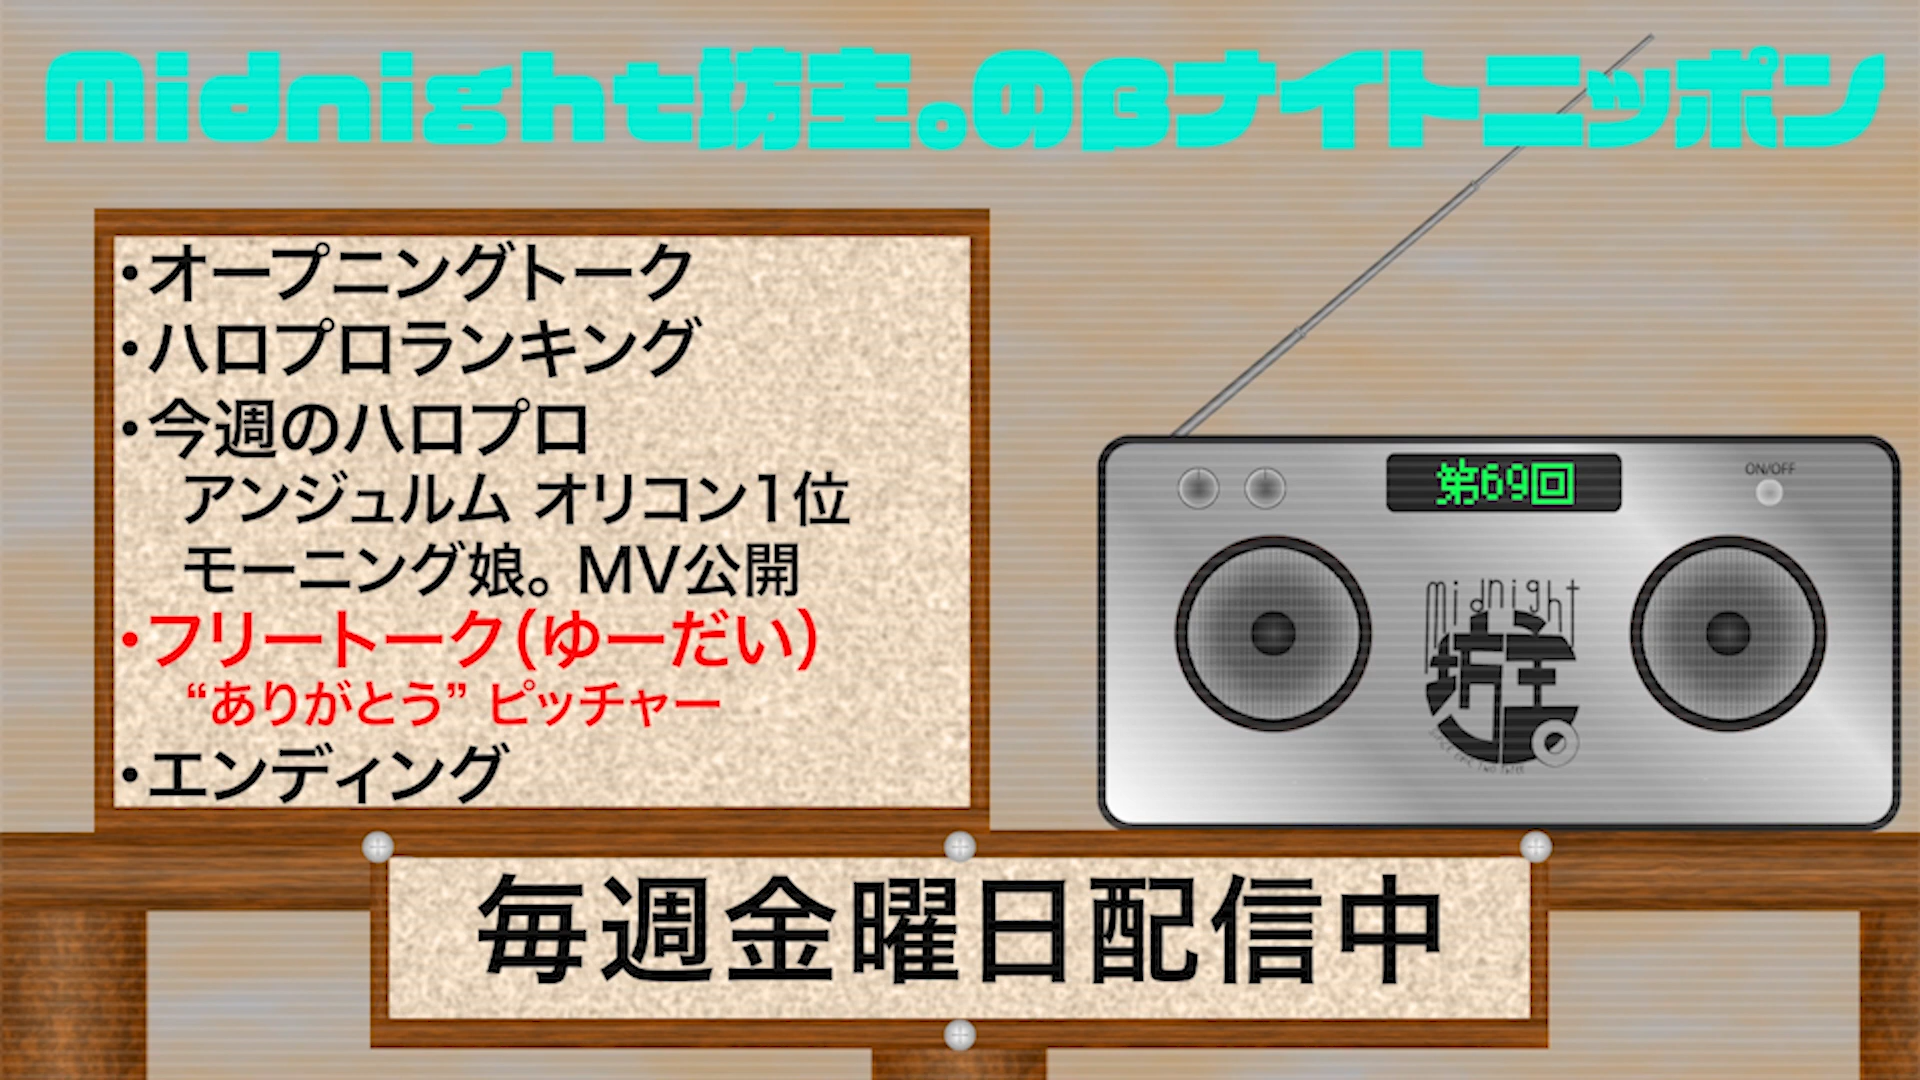 Midnight坊主。のβナイトニッポン
・オープニングトーク
・ハロプロランキング
・今週のハロプロ
アンジュルム オリコン1位
モーニング娘。MV公開
・フリートーク(ゆーだい)
“ありがとう” ピッチャー
・エンディング
第69回
ON/OFF
midnight
坊主。
毎週金曜日配信中